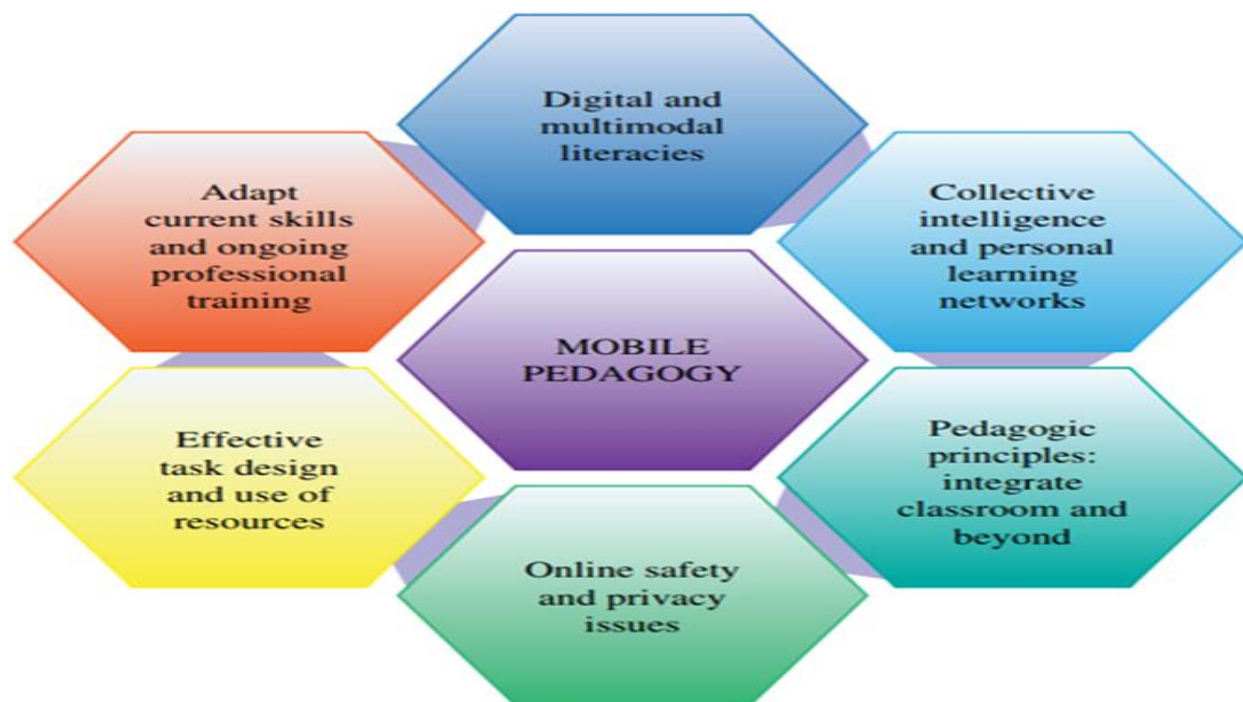 Digital and
multimodal
literacies
Collective
intelligence
and personal
learning
networks
Pedagogic
principles:
integrate
classroom and
beyond
Online safety
and privacy
issues
Effective
task design
and use of
resources
Adapt
current skills
and ongoing
professional
training
MOBILE
PEDAGOGY